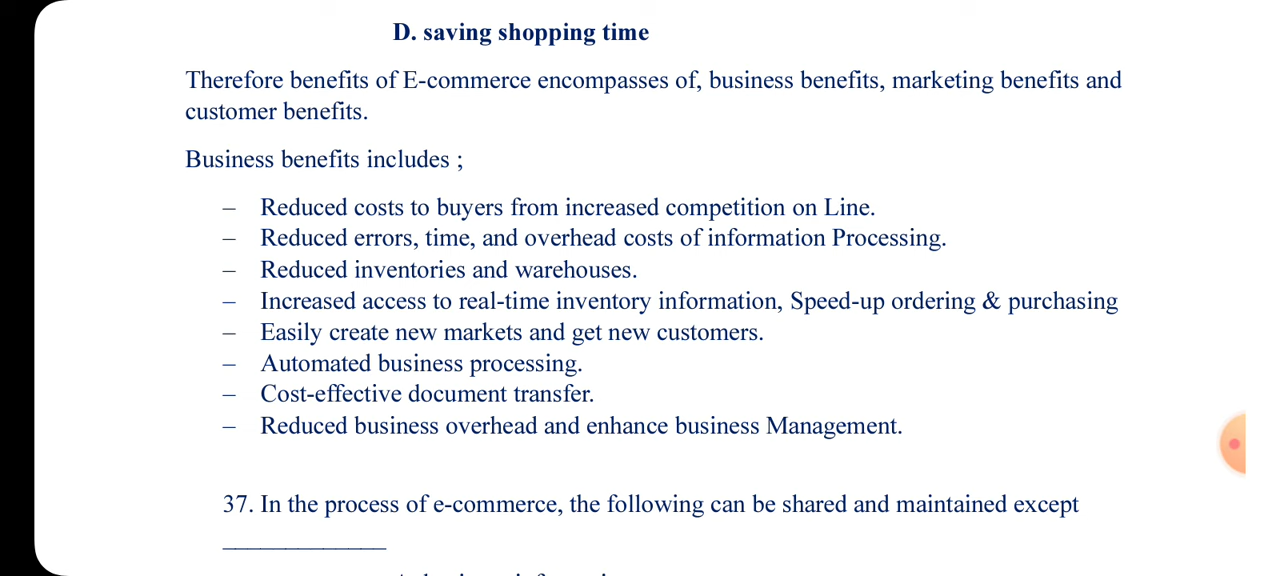 D. saving shopping time
Therefore benefits of E-commerce encompasses of, business benefits, marketing benefits and
customer benefits.
Business benefits includes ;
– Reduced costs to buyers from increased competition on Line.
– Reduced errors, time, and overhead costs of information Processing.
– Reduced inventories and warehouses.
– Increased access to real-time inventory information, Speed-up ordering & purchasing
– Easily create new markets and get new customers.
– Automated business processing.
– Cost-effective document transfer.
– Reduced business overhead and enhance business Management.
37. In the process of e-commerce, the following can be shared and maintained except
_____________